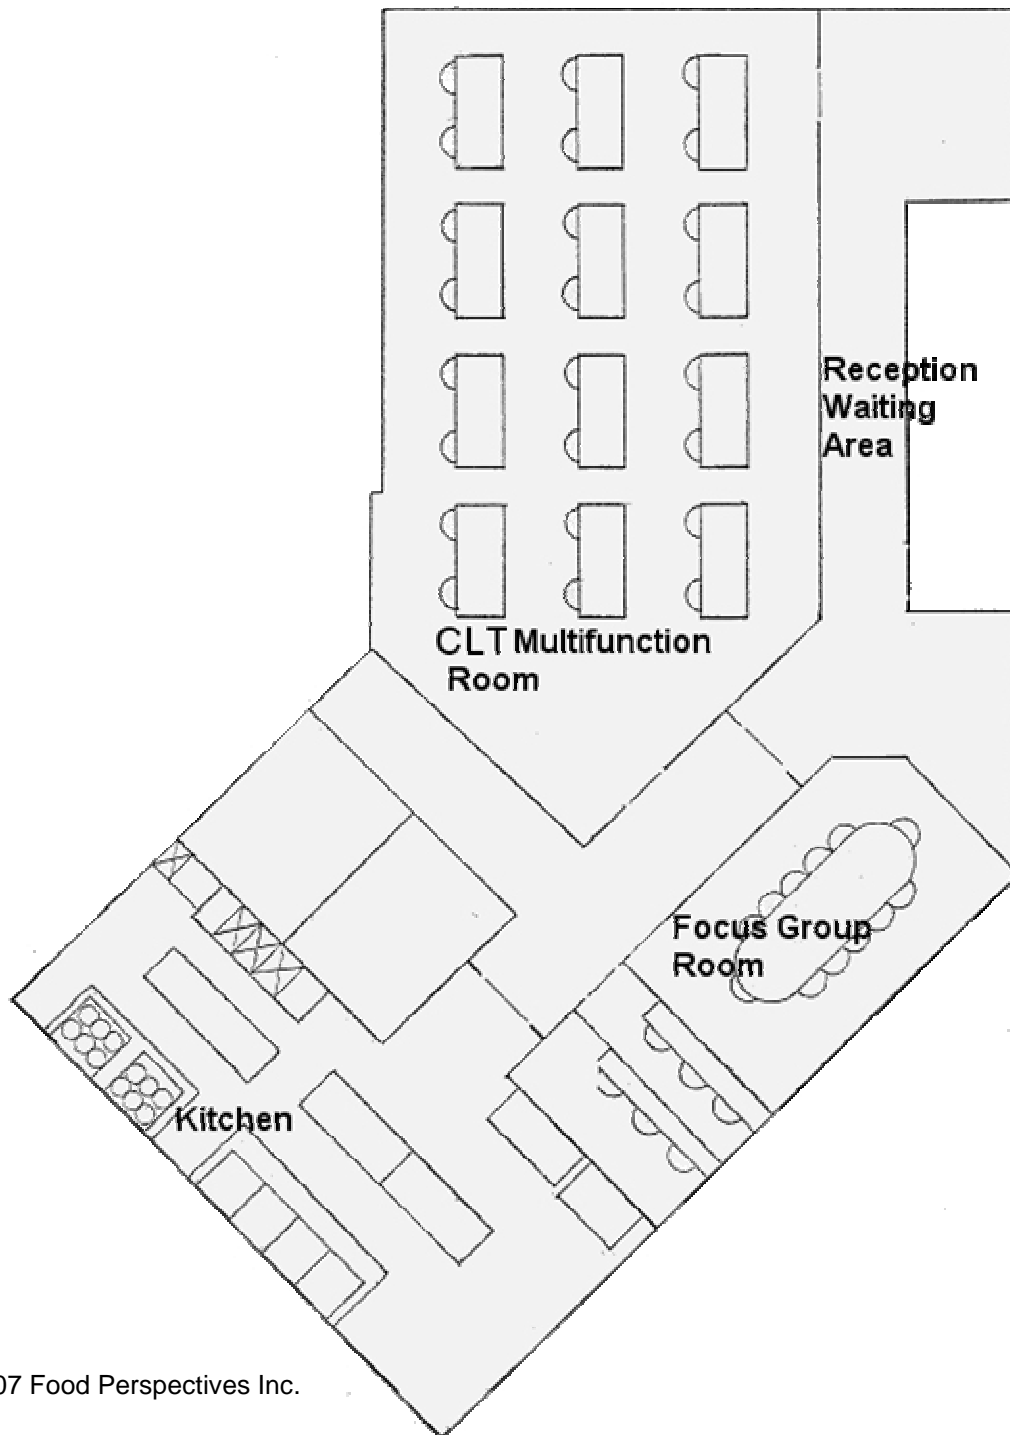 Reception
Waiting
Area
CLT Multifunction
Room
Focus Group
Room
Kitchen
07 Food Perspectives Inc.